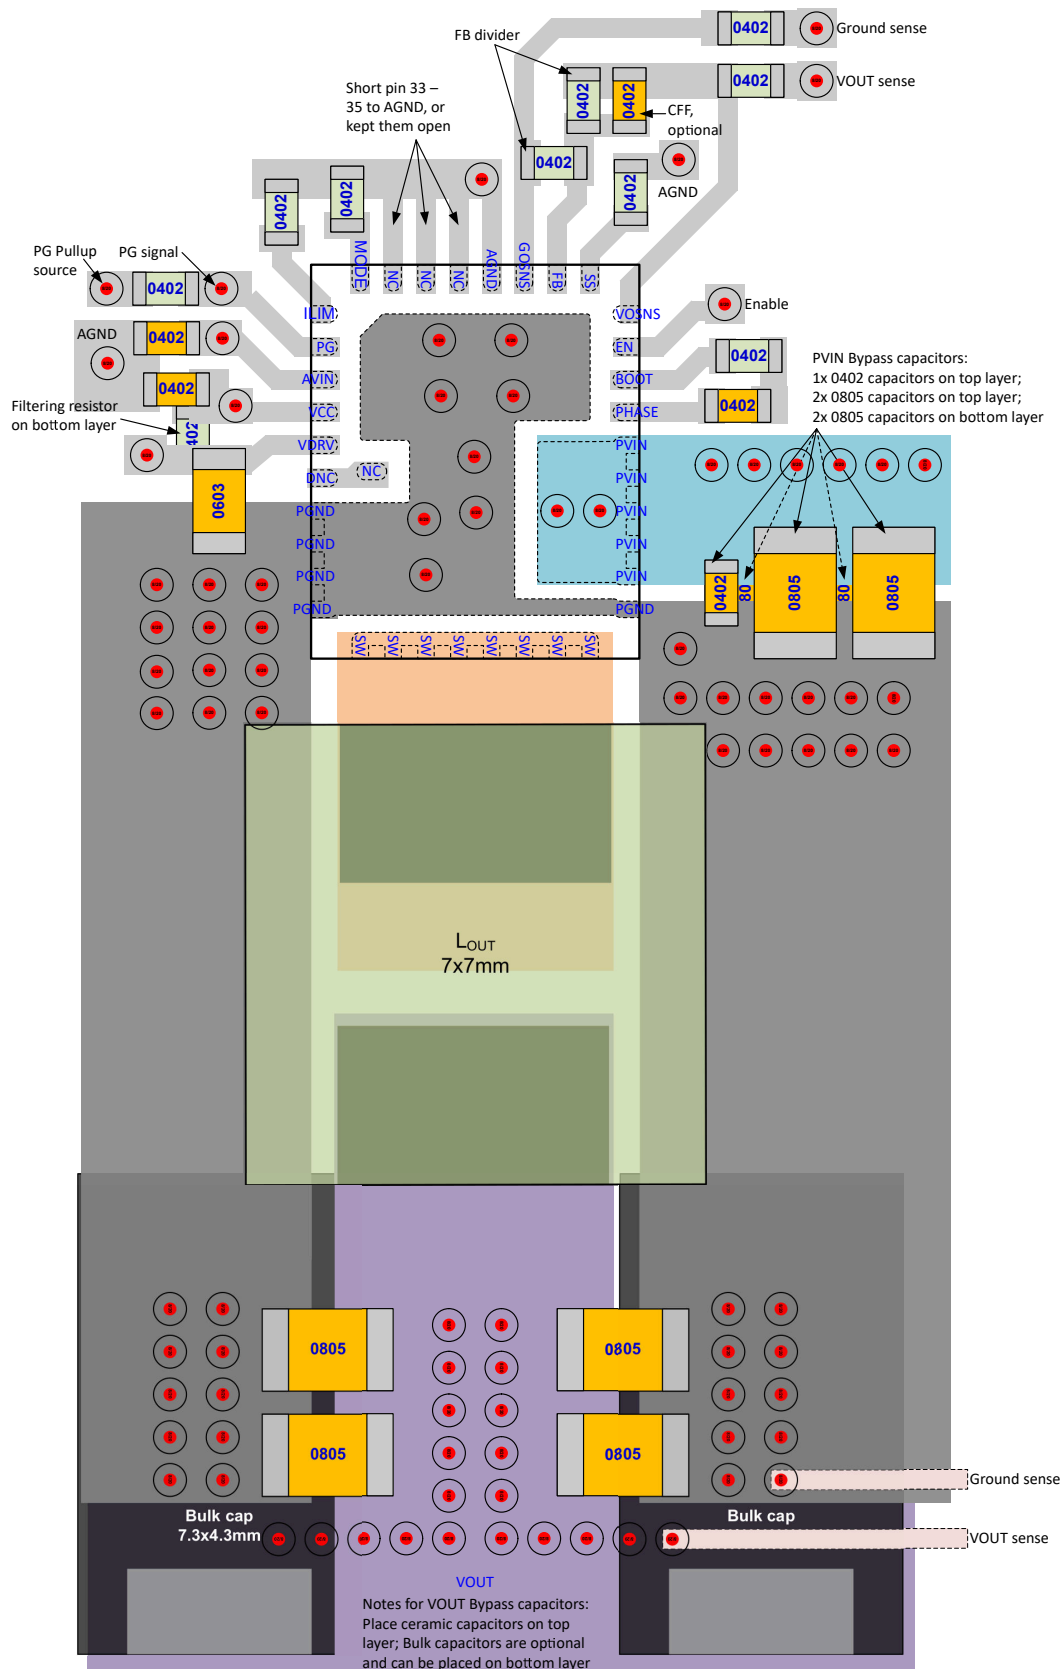 0402
Ground sense
FB divider
0402
VOUT sense
0402
0402
CFF,
optional
Short pin 33 –
35 to AGND, or
kept them open
0402
0402
AGND
0402
0402
0402
PG Pullup
source
PG signal
0402
MODE
NC
NC
NC
AGND
GOSNS
FB
SS
ILIM
VOSNS
Enable
AGND
0402
PG
EN
0402
PVIN Bypass capacitors:
1x 0402 capacitors on top layer;
2x 0805 capacitors on top layer;
2x 0805 capacitors on bottom layer
AVIN
BOOT
0402
0402
Filtering resistor
on bottom layer
402
VCC
PHASE
VDRV
PVIN
DNC
NC
PVIN
0603
PGND
PVIN
PGND
PVIN
PGND
PVIN
0402
80
0805
80
0805
PGND
PGND
SW
SW
SW
SW
SW
SW
SW
SW
LOUT
7x7mm
0805
0805
0805
0805
Ground sense
Bulk cap
7.3x4.3mm
Bulk cap
VOUT sense
VOUT
Notes for VOUT Bypass capacitors:
Place ceramic capacitors on top
layer; Bulk capacitors are optional
and can be placed on bottom layer